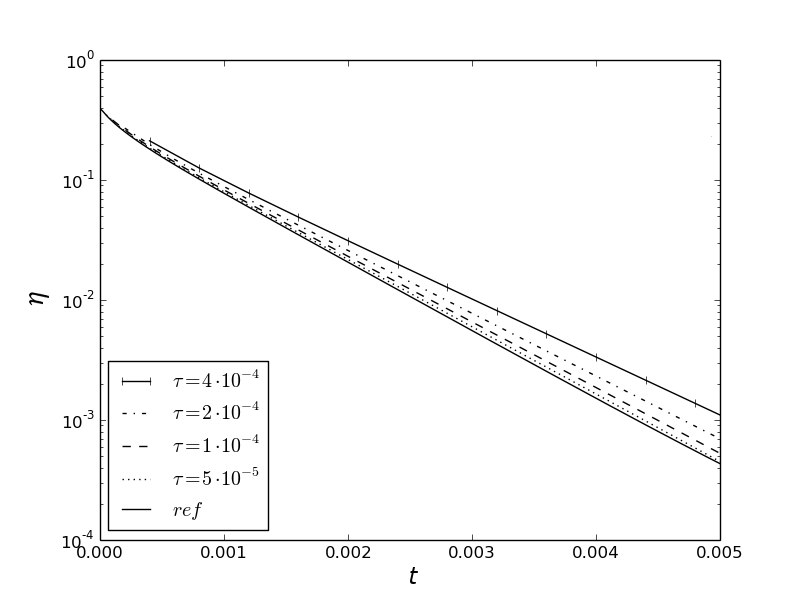 10^0
10^-1
10^-2
10^-3
10^-4
η
τ = 4 · 10^-4
τ = 2 · 10^-4
τ = 1 · 10^-4
τ = 5 · 10^-5
ref
0.000 0.001 0.002 0.003 0.004 0.005
t